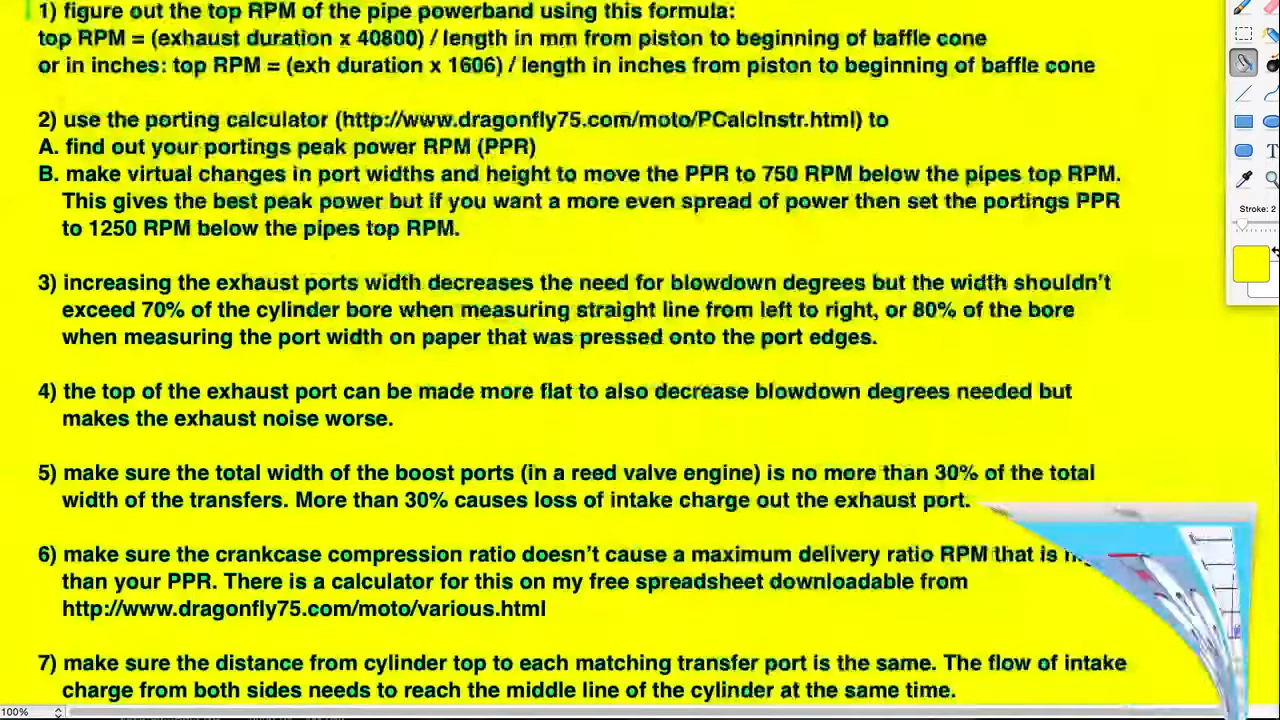 1) figure out the top RPM of the pipe powerband using this formula:
top RPM = (exhaust duration x 40800) / length in mm from piston to beginning of baffle cone
or in inches: top RPM = (exh duration x 1606) / length in inches from piston to beginning of baffle cone
2) use the porting calculator (http://www.dragonfly75.com/moto/PCalcInstr.html) to
A. find out your portings peak power RPM (PPR)
B. make virtual changes in port widths and height to move the PPR to 750 RPM below the pipes top RPM.
This gives the best peak power but if you want a more even spread of power then set the portings PPR
to 1250 RPM below the pipes top RPM.
3) increasing the exhaust ports width decreases the need for blowdown degrees but the width shouldn't
exceed 70% of the cylinder bore when measuring straight line from left to right, or 80% of the bore
when measuring the port width on paper that was pressed onto the port edges.
4) the top of the exhaust port can be made more flat to also decrease blowdown degrees needed but
makes the exhaust noise worse.
5) make sure the total width of the boost ports (in a reed valve engine) is no more than 30% of the total
width of the transfers. More than 30% causes loss of intake charge out the exhaust port.
6) make sure the crankcase compression ratio doesn't cause a maximum delivery ratio RPM that is
than your PPR. There is a calculator for this on my free spreadsheet downloadable from
http://www.dragonfly75.com/moto/various.html
7) make sure the distance from cylinder top to each matching transfer port is the same. The flow of intake
charge from both sides needs to reach the middle line of the cylinder at the same time.
T
Stroke: 2
100%